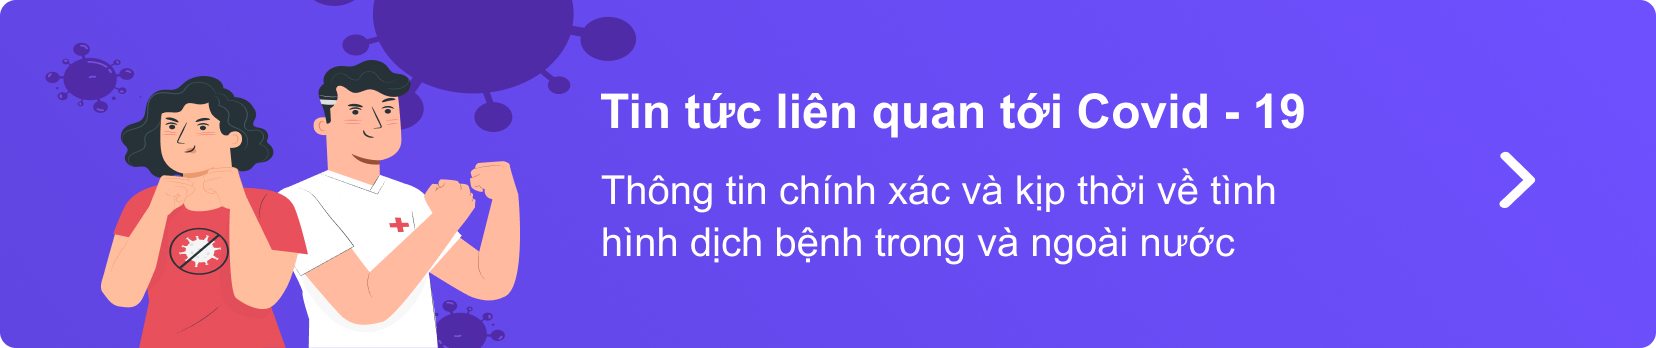 Tin tức liên quan tới Covid - 19
Thông tin chính xác và kịp thời về tình
hình dịch bệnh trong và ngoài nước